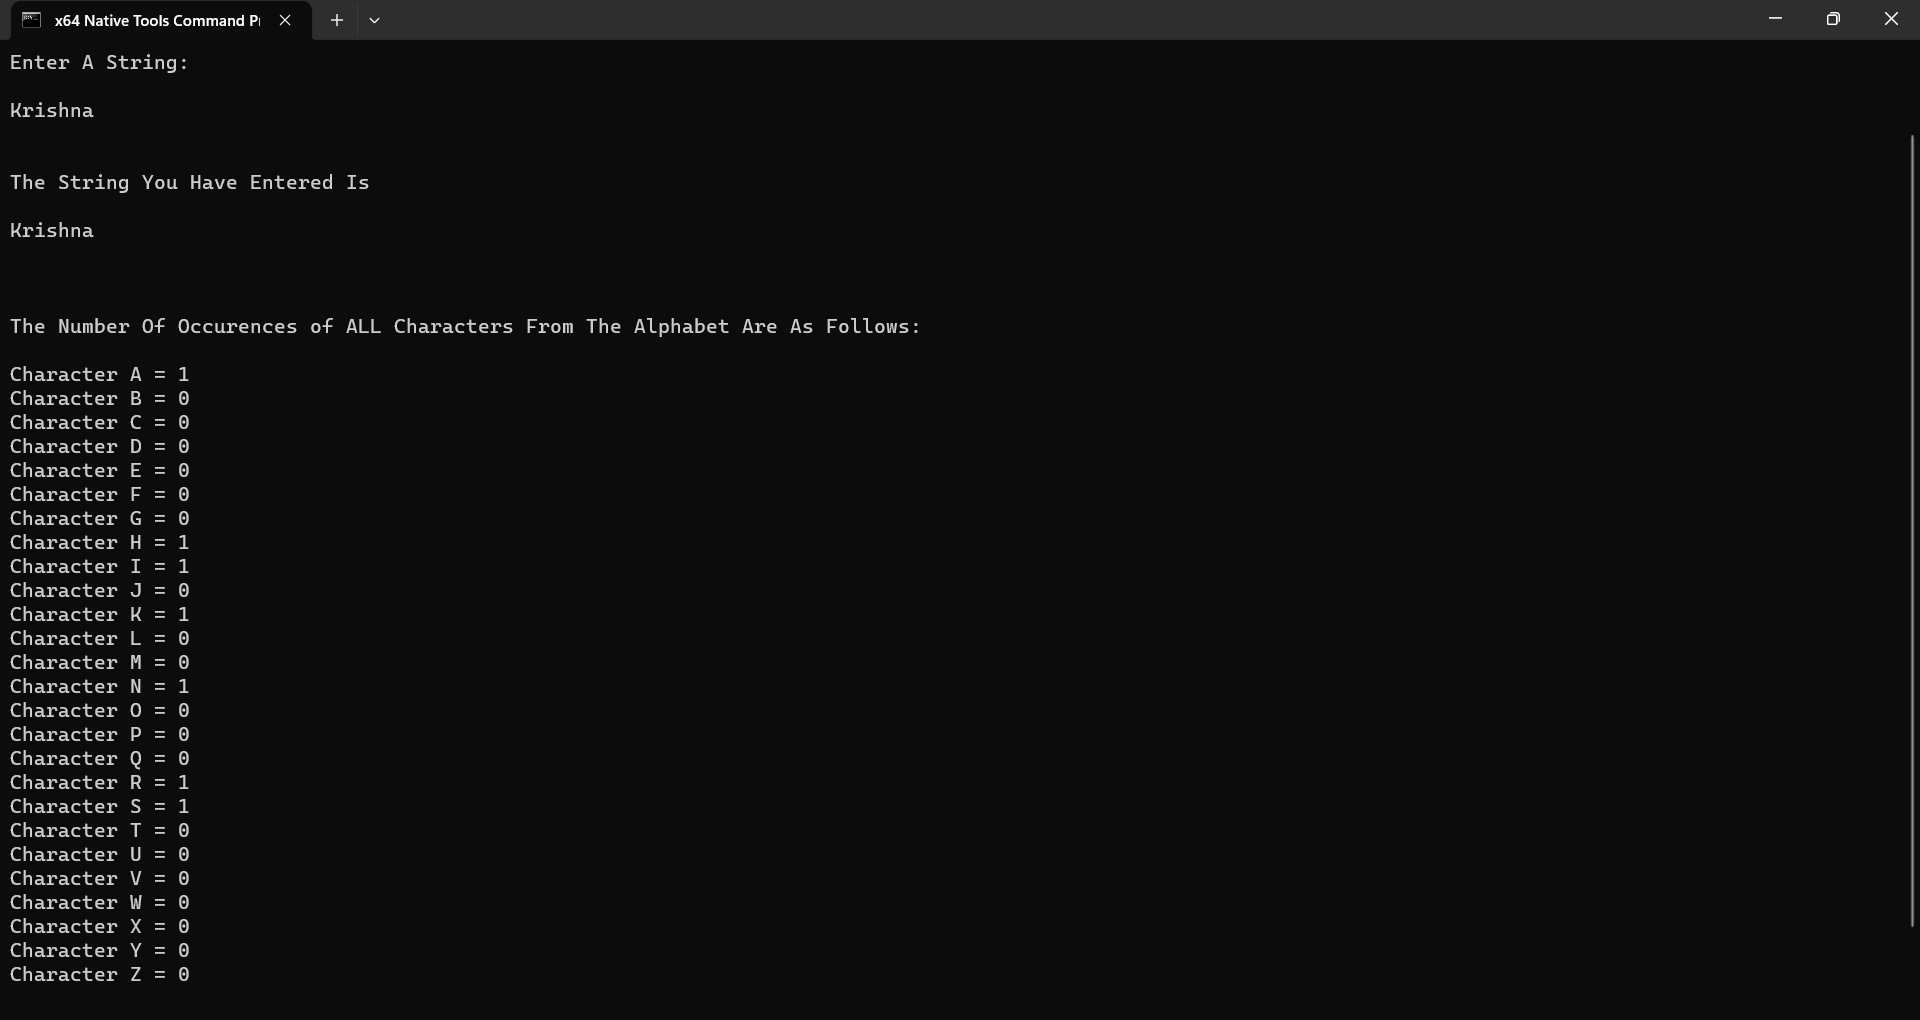 x64 Native Tools Command P
Enter A String:
Krishna
The String You Have Entered Is
Krishna
The Number Of Occurences of ALL Characters From The Alphabet Are As Follows:
Character A = 1
Character B = 0
Character C = 0
Character D = 0
Character E = 0
Character F = 0
Character G = 0
Character H = 1
Character I = 1
Character J = 0
Character K = 1
Character L = 0
Character M = 0
Character N = 1
Character O = 0
Character P = 0
Character Q = 0
Character R = 1
Character S = 1
Character T = 0
Character U = 0
Character V = 0
Character W = 0
Character X = 0
Character Y = 0
Character Z = 0